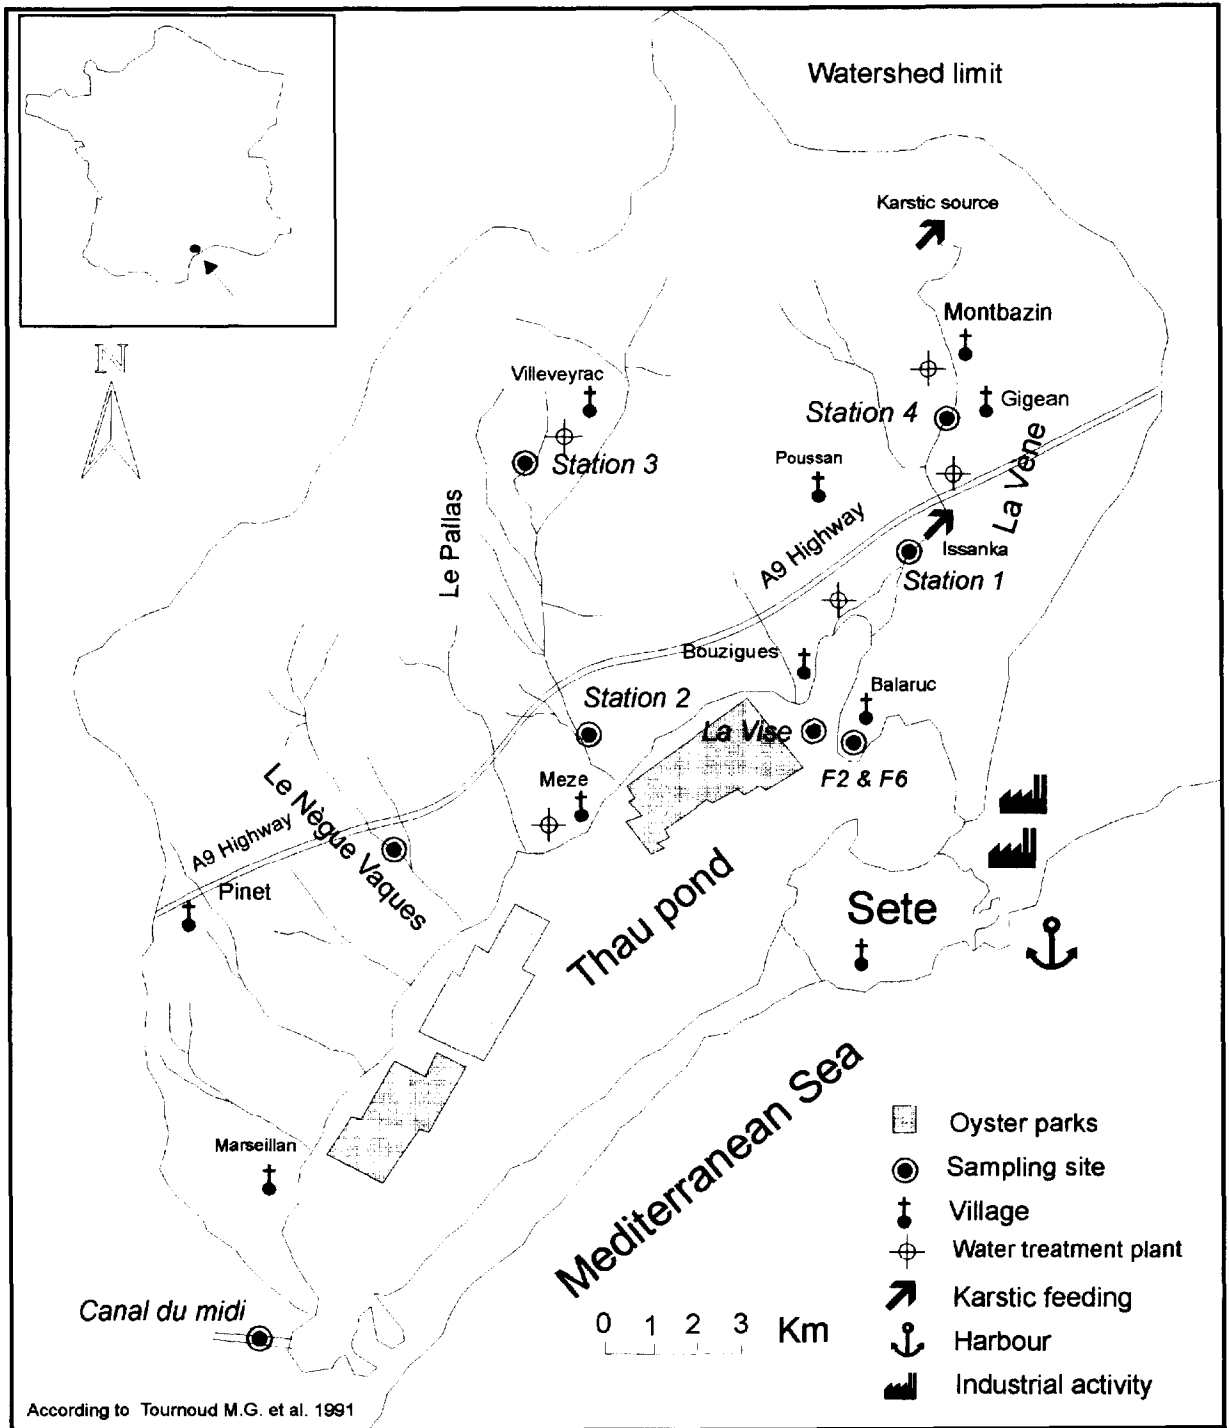 Watershed limit
Karstic source
N
Montbazin
Villeveyrac
Gigean
Station 4
Station 3
Poussan
La Vene
Le Pallas
A9 Highway
Issanka
Station 1
Bouzigues
Balaruc
Station 2
La Vise
F2 & F6
Meze
Le Nègue Vaques
A9 Highway
Pinet
Thau pond
Sete
Mediterranean Sea
Marseillan
Canal du midi
Oyster parks
Sampling site
Village
Water treatment plant
Karstic feeding
Harbour
Industrial activity
0 1 2 3 Km
According to Tournoud M.G. et al. 1991